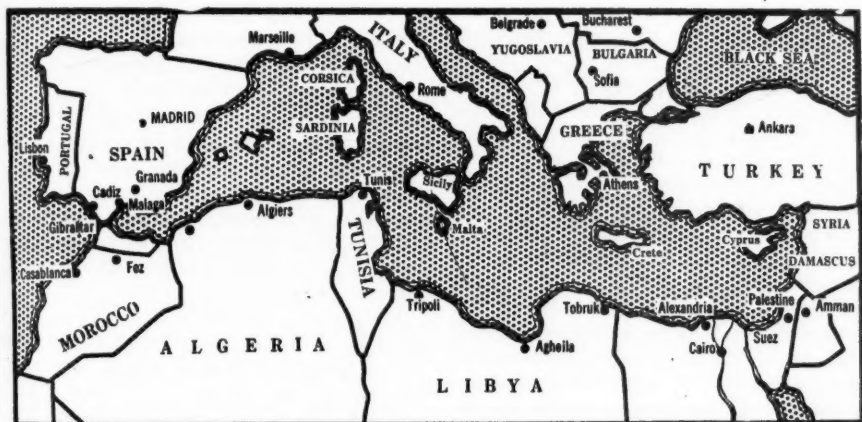 Marseille
ITALY
Belgrade
Bucharest
YUGOSLAVIA
BULGARIA
BLACK SEA
CORSICA
Rome
Sofia
MADRID
SARDINIA
GREECE
Ankara
PORTUGAL
Lisbon
SPAIN
TURKEY
Granada
Tunis
Sicily
Athens
Cadiz
Malaga
Gibraltar
Algiers
Malta
Crete
Cyprus
SYRIA
DAMASCUS
Casablanca
Foz
TUNISIA
MOROCCO
Tripoli
Tobruk
Alexandria
Palestine
Amman
Suez
Cairo
ALGERIA
Agheila
LIBYA